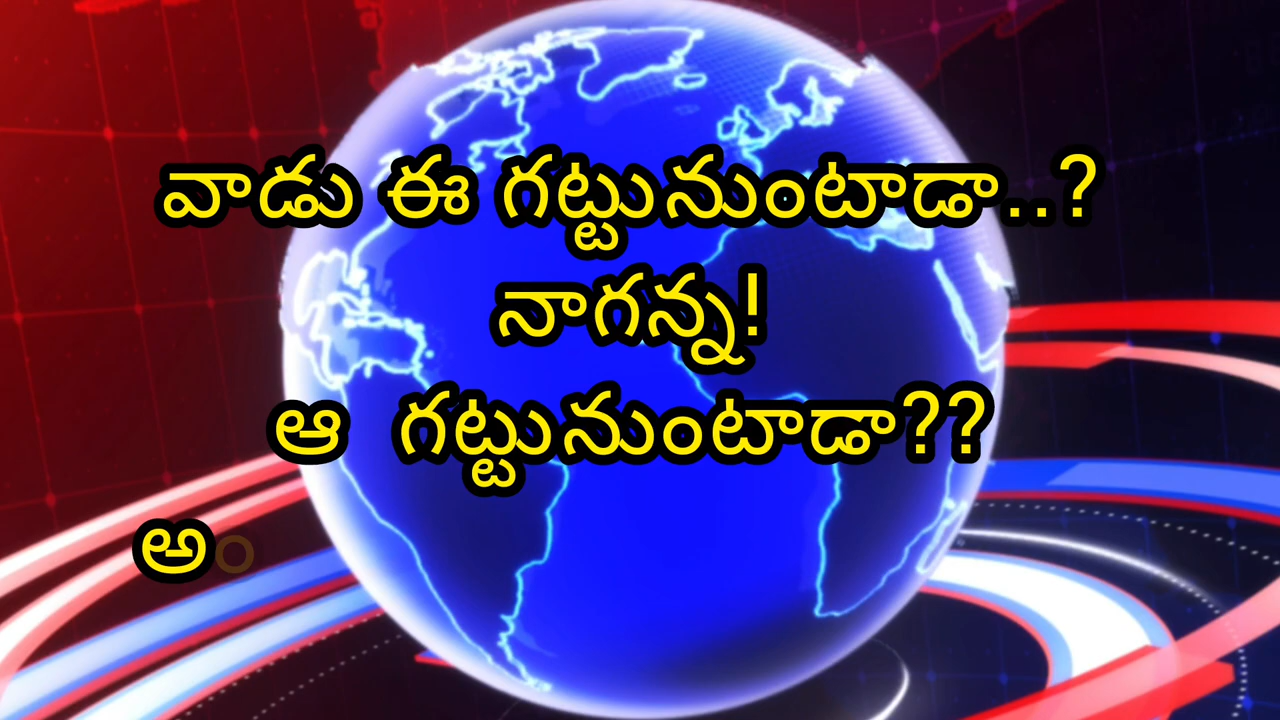 వాడు ఈ గట్టునుంటాడా..?
నాగన్న!
ఆ గట్టునుంటాడా??
అం